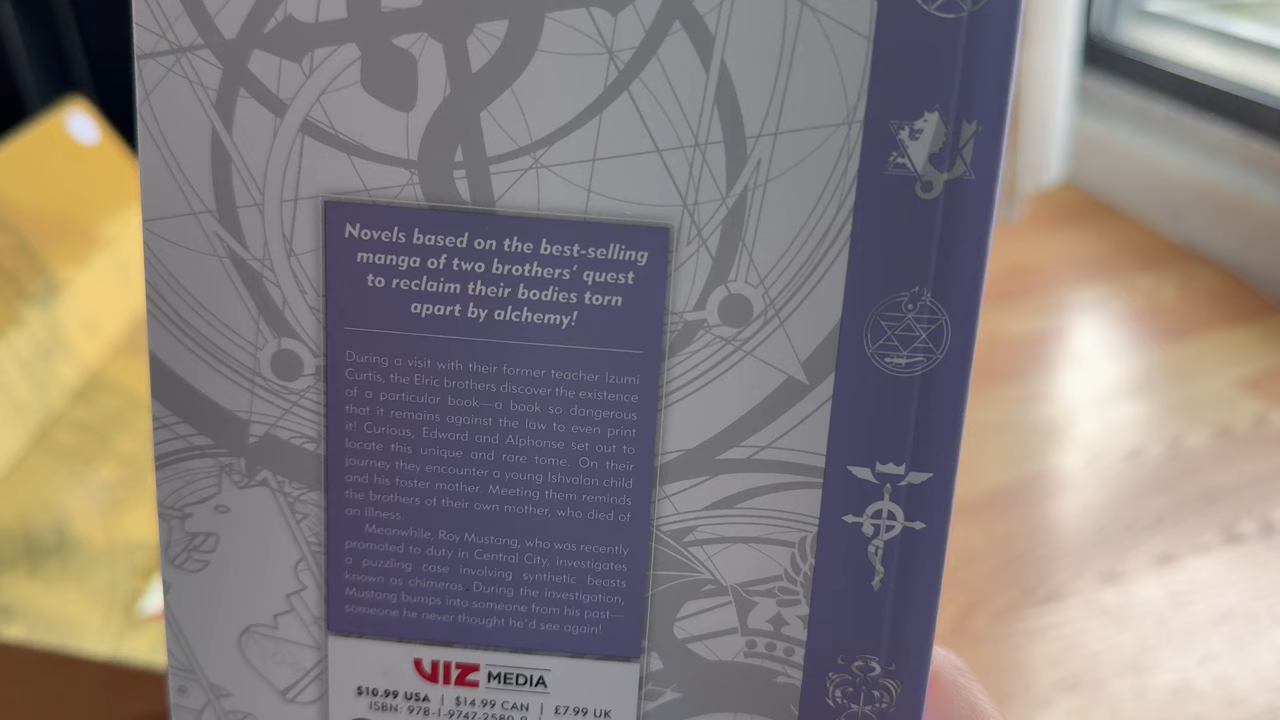 Novels based on the best-selling
manga of two brothers' quest
to reclaim their bodies torn
apart by alchemy!
During a visit with their former teacher Izumi
Curtis, the Elric brothers discover the existence
of a particular book—a book so dangerous
that it remains against the law to even print
it! Curious, Edward and Alphonse set out to
locate this unique and rare tome. On their
journey they encounter a young Ishvalan child
and his foster mother. Meeting them reminds
the brothers of their own mother, who died of
an illness.
Meanwhile, Roy Mustang, who was recently
promoted to duty in Central City, investigates
a puzzling case involving synthetic beasts
known as chimeras. During the investigation,
Mustang bumps into someone from his past—
someone he never thought he'd see again!
VIZ MEDIA
$10.99 USA | $14.99 CAN | £7.99 UK
ISBN: 978-1-9747-2580-9